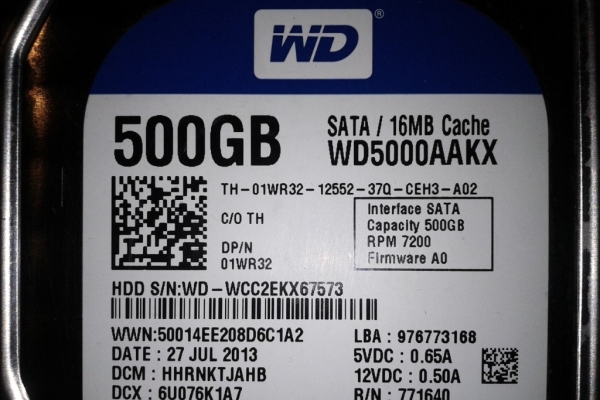 WD
500GB
SATA / 16MB Cache
WD5000AAKX
TH-01WR32-12552-37Q-CEH3-A02
C/O TH
DP/N
01WR32
Interface SATA
Capacity 500GB
RPM 7200
Firmware A0
HDD S/N:WD-WCC2EKX67573
WWN:50014EE208D6C1A2
DATE : 27 JUL 2013
DCM : HHRNKTJAHB
DCX : 6U076K1A7
LBA : 976773168
5VDC : 0.65A
12VDC : 0.50A
R/N : 771640